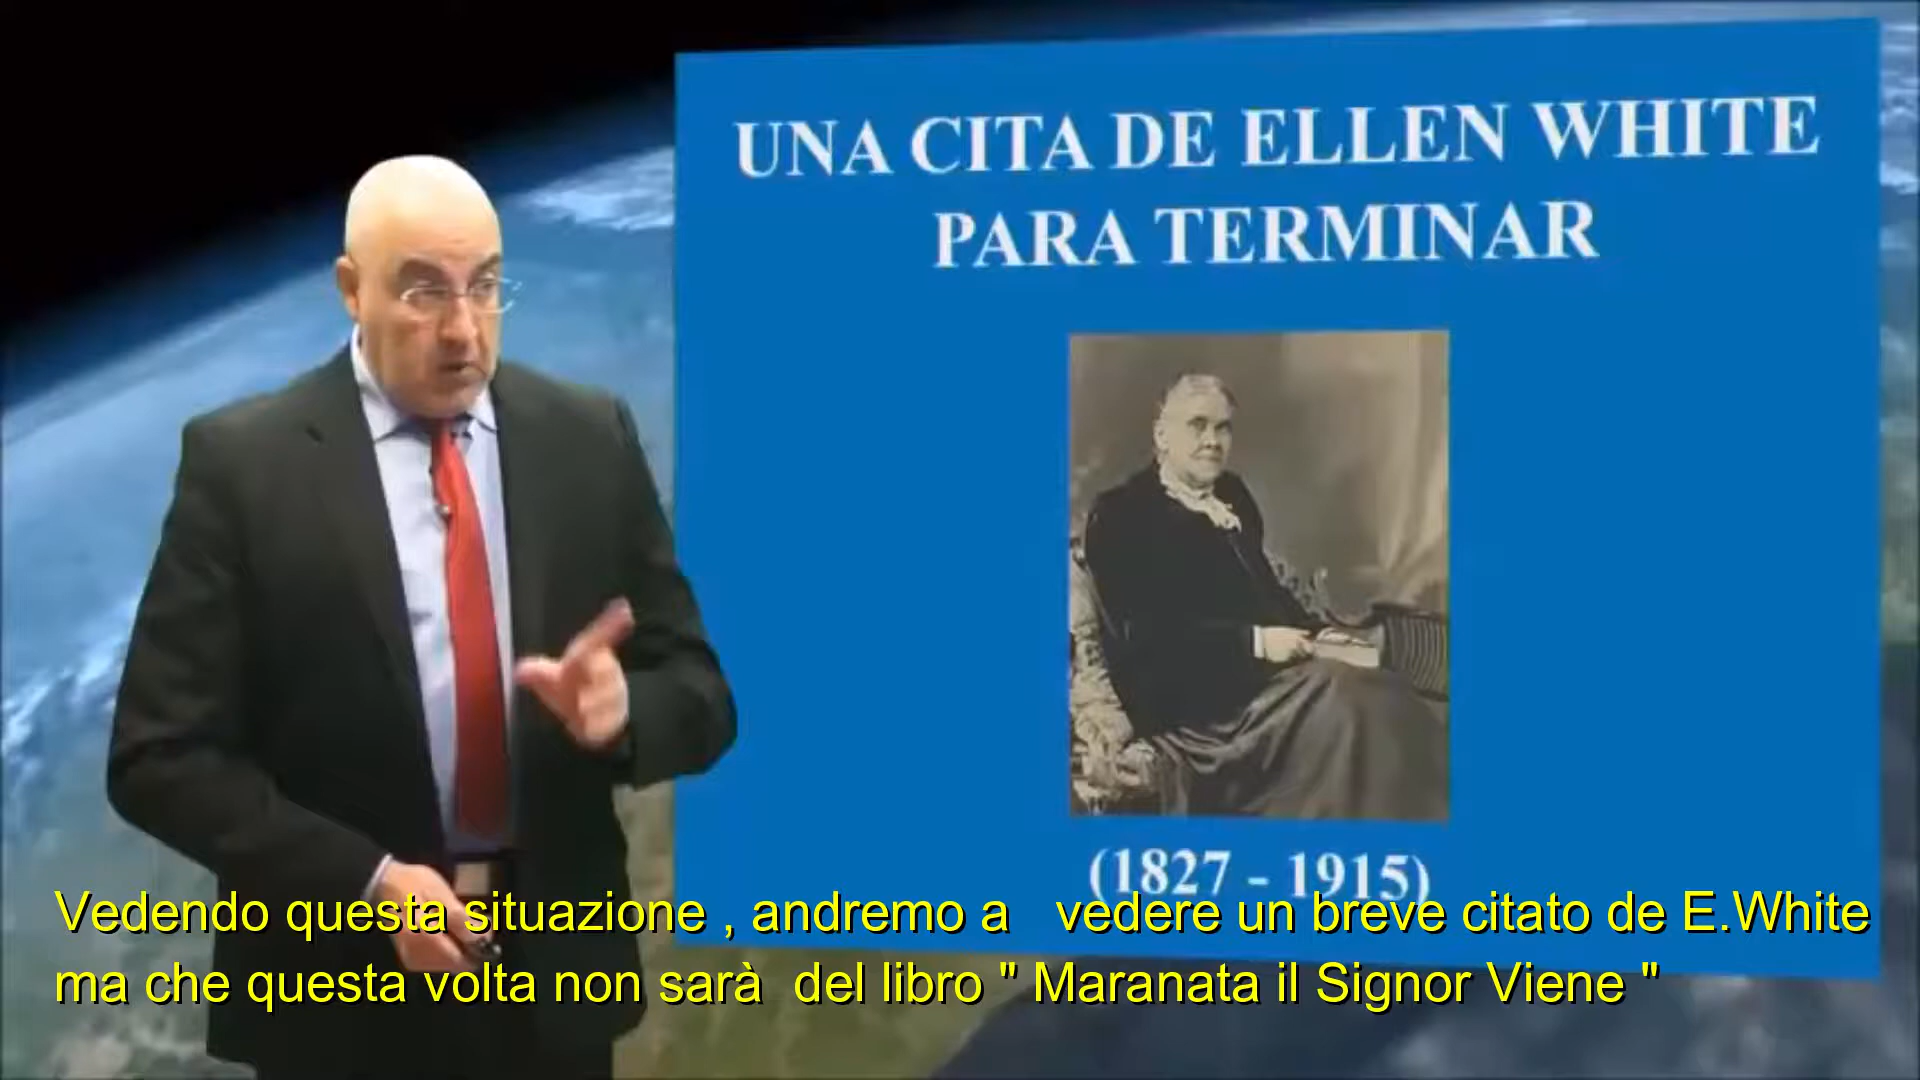 UNA CITA DE ELLEN WHITE
PARA TERMINAR
(1827 - 1915)
Vedendo questa situazione , andremo a vedere un breve citato de E.White
ma che questa volta non sarà del libro " Maranata il Signor Viene "